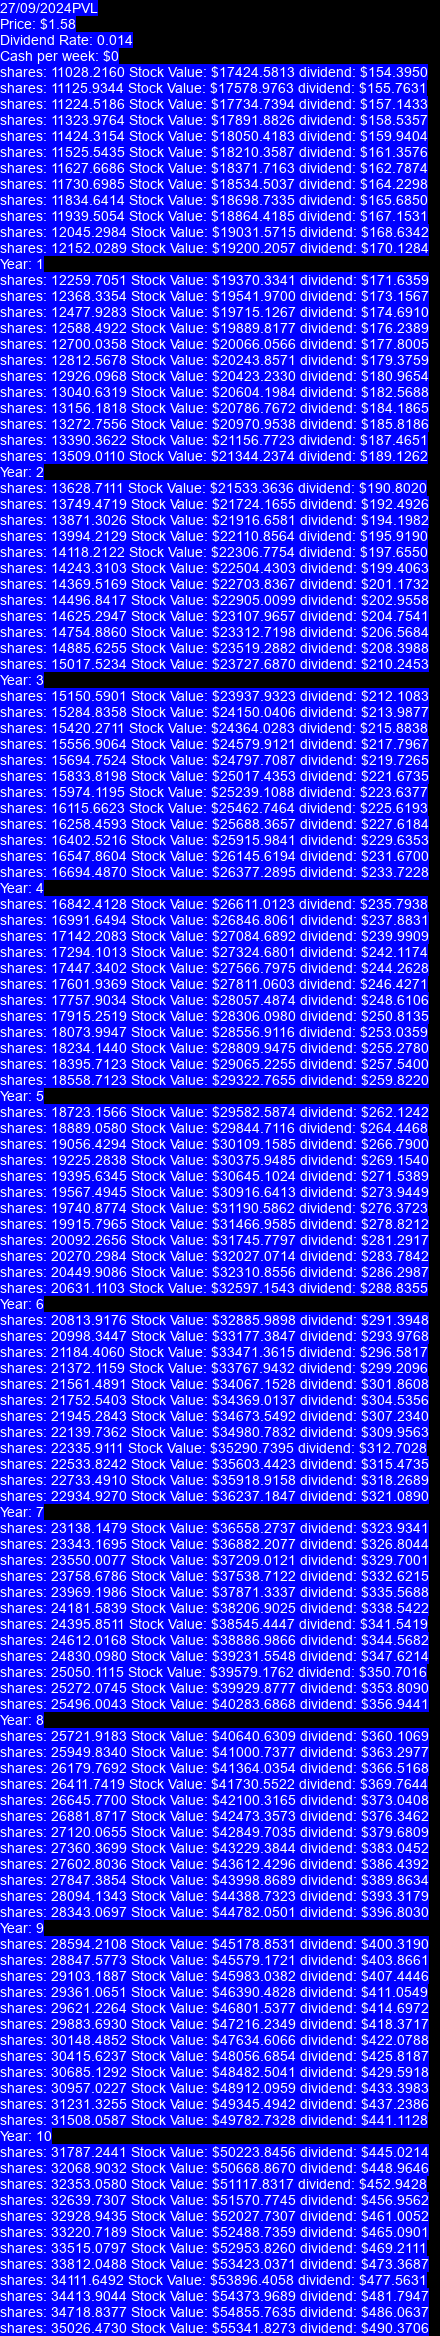 27/09/2024PVL
Price: $1.58
Dividend Rate: 0.014
Cash per week: $0
shares: 11028.2160 Stock Value: $17424.5813 dividend: $154.3950
shares: 11125.9344 Stock Value: $17578.9763 dividend: $155.7631
shares: 11224.5186 Stock Value: $17734.7394 dividend: $157.1433
shares: 11323.9764 Stock Value: $17891.8826 dividend: $158.5357
shares: 11424.3154 Stock Value: $18050.4183 dividend: $159.9404
shares: 11525.5435 Stock Value: $18210.3587 dividend: $161.3576
shares: 11627.6686 Stock Value: $18371.7163 dividend: $162.7874
shares: 11730.6985 Stock Value: $18534.5037 dividend: $164.2298
shares: 11834.6414 Stock Value: $18698.7335 dividend: $165.6850
shares: 11939.5054 Stock Value: $18864.4185 dividend: $167.1531
shares: 12045.2984 Stock Value: $19031.5715 dividend: $168.6342
shares: 12152.0289 Stock Value: $19200.2057 dividend: $170.1284
Year: 1
shares: 12259.7051 Stock Value: $19370.3341 dividend: $171.6359
shares: 12368.3354 Stock Value: $19541.9700 dividend: $173.1567
shares: 12477.9283 Stock Value: $19715.1267 dividend: $174.6910
shares: 12588.4922 Stock Value: $19889.8177 dividend: $176.2389
shares: 12700.0358 Stock Value: $20066.0566 dividend: $177.8005
shares: 12812.5678 Stock Value: $20243.8571 dividend: $179.3759
shares: 12926.0968 Stock Value: $20423.2330 dividend: $180.9654
shares: 13040.6319 Stock Value: $20604.1984 dividend: $182.5688
shares: 13156.1818 Stock Value: $20786.7672 dividend: $184.1865
shares: 13272.7556 Stock Value: $20970.9538 dividend: $185.8186
shares: 13390.3622 Stock Value: $21156.7723 dividend: $187.4651
shares: 13509.0110 Stock Value: $21344.2374 dividend: $189.1262
Year: 2
shares: 13628.7111 Stock Value: $21533.3636 dividend: $190.8020
shares: 13749.4719 Stock Value: $21724.1655 dividend: $192.4926
shares: 13871.3026 Stock Value: $21916.6581 dividend: $194.1982
shares: 13994.2129 Stock Value: $22110.8564 dividend: $195.9190
shares: 14118.2122 Stock Value: $22306.7754 dividend: $197.6550
shares: 14243.3103 Stock Value: $22504.4303 dividend: $199.4063
shares: 14369.5169 Stock Value: $22703.8367 dividend: $201.1732
shares: 14496.8417 Stock Value: $22905.0099 dividend: $202.9558
shares: 14625.2947 Stock Value: $23107.9657 dividend: $204.7541
shares: 14754.8860 Stock Value: $23312.7198 dividend: $206.5684
shares: 14885.6255 Stock Value: $23519.2882 dividend: $208.3988
shares: 15017.5234 Stock Value: $23727.6870 dividend: $210.2453
Year: 3
shares: 15150.5901 Stock Value: $23937.9323 dividend: $212.1083
shares: 15284.8358 Stock Value: $24150.0406 dividend: $213.9877
shares: 15420.2711 Stock Value: $24364.0283 dividend: $215.8838
shares: 15556.9064 Stock Value: $24579.9121 dividend: $217.7967
shares: 15694.7524 Stock Value: $24797.7087 dividend: $219.7265
shares: 15833.8198 Stock Value: $25017.4353 dividend: $221.6735
shares: 15974.1195 Stock Value: $25239.1088 dividend: $223.6377
shares: 16115.6623 Stock Value: $25462.7464 dividend: $225.6193
shares: 16258.4593 Stock Value: $25688.3657 dividend: $227.6184
shares: 16402.5216 Stock Value: $25915.9841 dividend: $229.6353
shares: 16547.8604 Stock Value: $26145.6194 dividend: $231.6700
shares: 16694.4870 Stock Value: $26377.2895 dividend: $233.7228
Year: 4
shares: 16842.4128 Stock Value: $26611.0123 dividend: $235.7938
shares: 16991.6494 Stock Value: $26846.8061 dividend: $237.8831
shares: 17142.2083 Stock Value: $27084.6892 dividend: $239.9909
shares: 17294.1013 Stock Value: $27324.6801 dividend: $242.1174
shares: 17447.3402 Stock Value: $27566.7975 dividend: $244.2628
shares: 17601.9369 Stock Value: $27811.0603 dividend: $246.4271
shares: 17757.9034 Stock Value: $28057.4874 dividend: $248.6106
shares: 17915.2519 Stock Value: $28306.0980 dividend: $250.8135
shares: 18073.9947 Stock Value: $28556.9116 dividend: $253.0359
shares: 18234.1440 Stock Value: $28809.9475 dividend: $255.2780
shares: 18395.7123 Stock Value: $29065.2255 dividend: $257.5400
shares: 18558.7123 Stock Value: $29322.7655 dividend: $259.8220
Year: 5
shares: 18723.1566 Stock Value: $29582.5874 dividend: $262.1242
shares: 18889.0580 Stock Value: $29844.7116 dividend: $264.4468
shares: 19056.4294 Stock Value: $30109.1585 dividend: $266.7900
shares: 19225.2838 Stock Value: $30375.9485 dividend: $269.1540
shares: 19395.6345 Stock Value: $30645.1024 dividend: $271.5389
shares: 19567.4945 Stock Value: $30916.6413 dividend: $273.9449
shares: 19740.8774 Stock Value: $31190.5862 dividend: $276.3723
shares: 19915.7965 Stock Value: $31466.9585 dividend: $278.8212
shares: 20092.2656 Stock Value: $31745.7797 dividend: $281.2917
shares: 20270.2984 Stock Value: $32027.0714 dividend: $283.7842
shares: 20449.9086 Stock Value: $32310.8556 dividend: $286.2987
shares: 20631.1103 Stock Value: $32597.1543 dividend: $288.8355
Year: 6
shares: 20813.9176 Stock Value: $32885.9898 dividend: $291.3948
shares: 20998.3447 Stock Value: $33177.3847 dividend: $293.9768
shares: 21184.4060 Stock Value: $33471.3615 dividend: $296.5817
shares: 21372.1159 Stock Value: $33767.9432 dividend: $299.2096
shares: 21561.4891 Stock Value: $34067.1528 dividend: $301.8608
shares: 21752.5403 Stock Value: $34369.0137 dividend: $304.5356
shares: 21945.2843 Stock Value: $34673.5492 dividend: $307.2340
shares: 22139.7362 Stock Value: $34980.7832 dividend: $309.9563
shares: 22335.9111 Stock Value: $35290.7395 dividend: $312.7028
shares: 22533.8242 Stock Value: $35603.4423 dividend: $315.4735
shares: 22733.4910 Stock Value: $35918.9158 dividend: $318.2689
shares: 22934.9270 Stock Value: $36237.1847 dividend: $321.0890
Year: 7
shares: 23138.1479 Stock Value: $36558.2737 dividend: $323.9341
shares: 23343.1695 Stock Value: $36882.2077 dividend: $326.8044
shares: 23550.0077 Stock Value: $37209.0121 dividend: $329.7001
shares: 23758.6786 Stock Value: $37538.7122 dividend: $332.6215
shares: 23969.1986 Stock Value: $37871.3337 dividend: $335.5688
shares: 24181.5839 Stock Value: $38206.9025 dividend: $338.5422
shares: 24395.8511 Stock Value: $38545.4447 dividend: $341.5419
shares: 24612.0168 Stock Value: $38886.9866 dividend: $344.5682
shares: 24830.0980 Stock Value: $39231.5548 dividend: $347.6214
shares: 25050.1115 Stock Value: $39579.1762 dividend: $350.7016
shares: 25272.0745 Stock Value: $39929.8777 dividend: $353.8090
shares: 25496.0043 Stock Value: $40283.6868 dividend: $356.9441
Year: 8
shares: 25721.9183 Stock Value: $40640.6309 dividend: $360.1069
shares: 25949.8340 Stock Value: $41000.7377 dividend: $363.2977
shares: 26179.7692 Stock Value: $41364.0354 dividend: $366.5168
shares: 26411.7419 Stock Value: $41730.5522 dividend: $369.7644
shares: 26645.7700 Stock Value: $42100.3165 dividend: $373.0408
shares: 26881.8717 Stock Value: $42473.3573 dividend: $376.3462
shares: 27120.0655 Stock Value: $42849.7035 dividend: $379.6809
shares: 27360.3699 Stock Value: $43229.3844 dividend: $383.0452
shares: 27602.8036 Stock Value: $43612.4296 dividend: $386.4392
shares: 27847.3854 Stock Value: $43998.8689 dividend: $389.8634
shares: 28094.1343 Stock Value: $44388.7323 dividend: $393.3179
shares: 28343.0697 Stock Value: $44782.0501 dividend: $396.8030
Year: 9
shares: 28594.2108 Stock Value: $45178.8531 dividend: $400.3190
shares: 28847.5773 Stock Value: $45579.1721 dividend: $403.8661
shares: 29103.1887 Stock Value: $45983.0382 dividend: $407.4446
shares: 29361.0651 Stock Value: $46390.4828 dividend: $411.0549
shares: 29621.2264 Stock Value: $46801.5377 dividend: $414.6972
shares: 29883.6930 Stock Value: $47216.2349 dividend: $418.3717
shares: 30148.4852 Stock Value: $47634.6066 dividend: $422.0788
shares: 30415.6237 Stock Value: $48056.6854 dividend: $425.8187
shares: 30685.1292 Stock Value: $48482.5041 dividend: $429.5918
shares: 30957.0227 Stock Value: $48912.0959 dividend: $433.3983
shares: 31231.3255 Stock Value: $49345.4942 dividend: $437.2386
shares: 31508.0587 Stock Value: $49782.7328 dividend: $441.1128
Year: 10
shares: 31787.2441 Stock Value: $50223.8456 dividend: $445.0214
shares: 32068.9032 Stock Value: $50668.8670 dividend: $448.9646
shares: 32353.0580 Stock Value: $51117.8317 dividend: $452.9428
shares: 32639.7307 Stock Value: $51570.7745 dividend: $456.9562
shares: 32928.9435 Stock Value: $52027.7307 dividend: $461.0052
shares: 33220.7189 Stock Value: $52488.7359 dividend: $465.0901
shares: 33515.0797 Stock Value: $52953.8260 dividend: $469.2111
shares: 33812.0488 Stock Value: $53423.0371 dividend: $473.3687
shares: 34111.6492 Stock Value: $53896.4058 dividend: $477.5631
shares: 34413.9044 Stock Value: $54373.9689 dividend: $481.7947
shares: 34718.8377 Stock Value: $54855.7635 dividend: $486.0637
shares: 35026.4730 Stock Value: $55341.8273 dividend: $490.3706